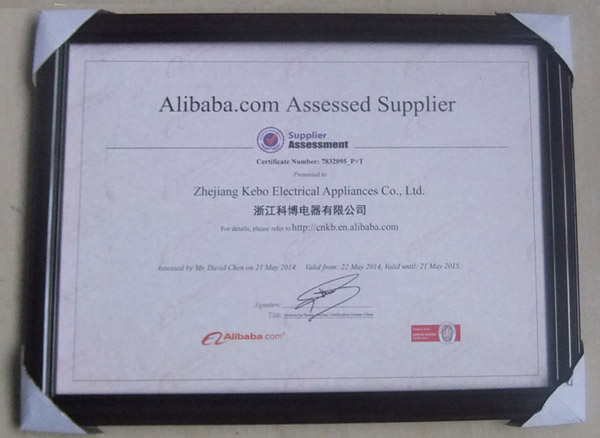 Alibaba.com Assessed Supplier
Supplier
Assessment
Certificate Number: 7832095_P+T
Presented to
Zhejiang Kebo Electrical Appliances Co., Ltd.
浙江科博电器有限公司
For details, please refer to http://cnkb.en.alibaba.com
Assessed by Mr. David Chen on 21 May 2014. Valid from: 22 May 2014, Valid until: 21 May 2015.
Signature:
Title:
Alibaba.com